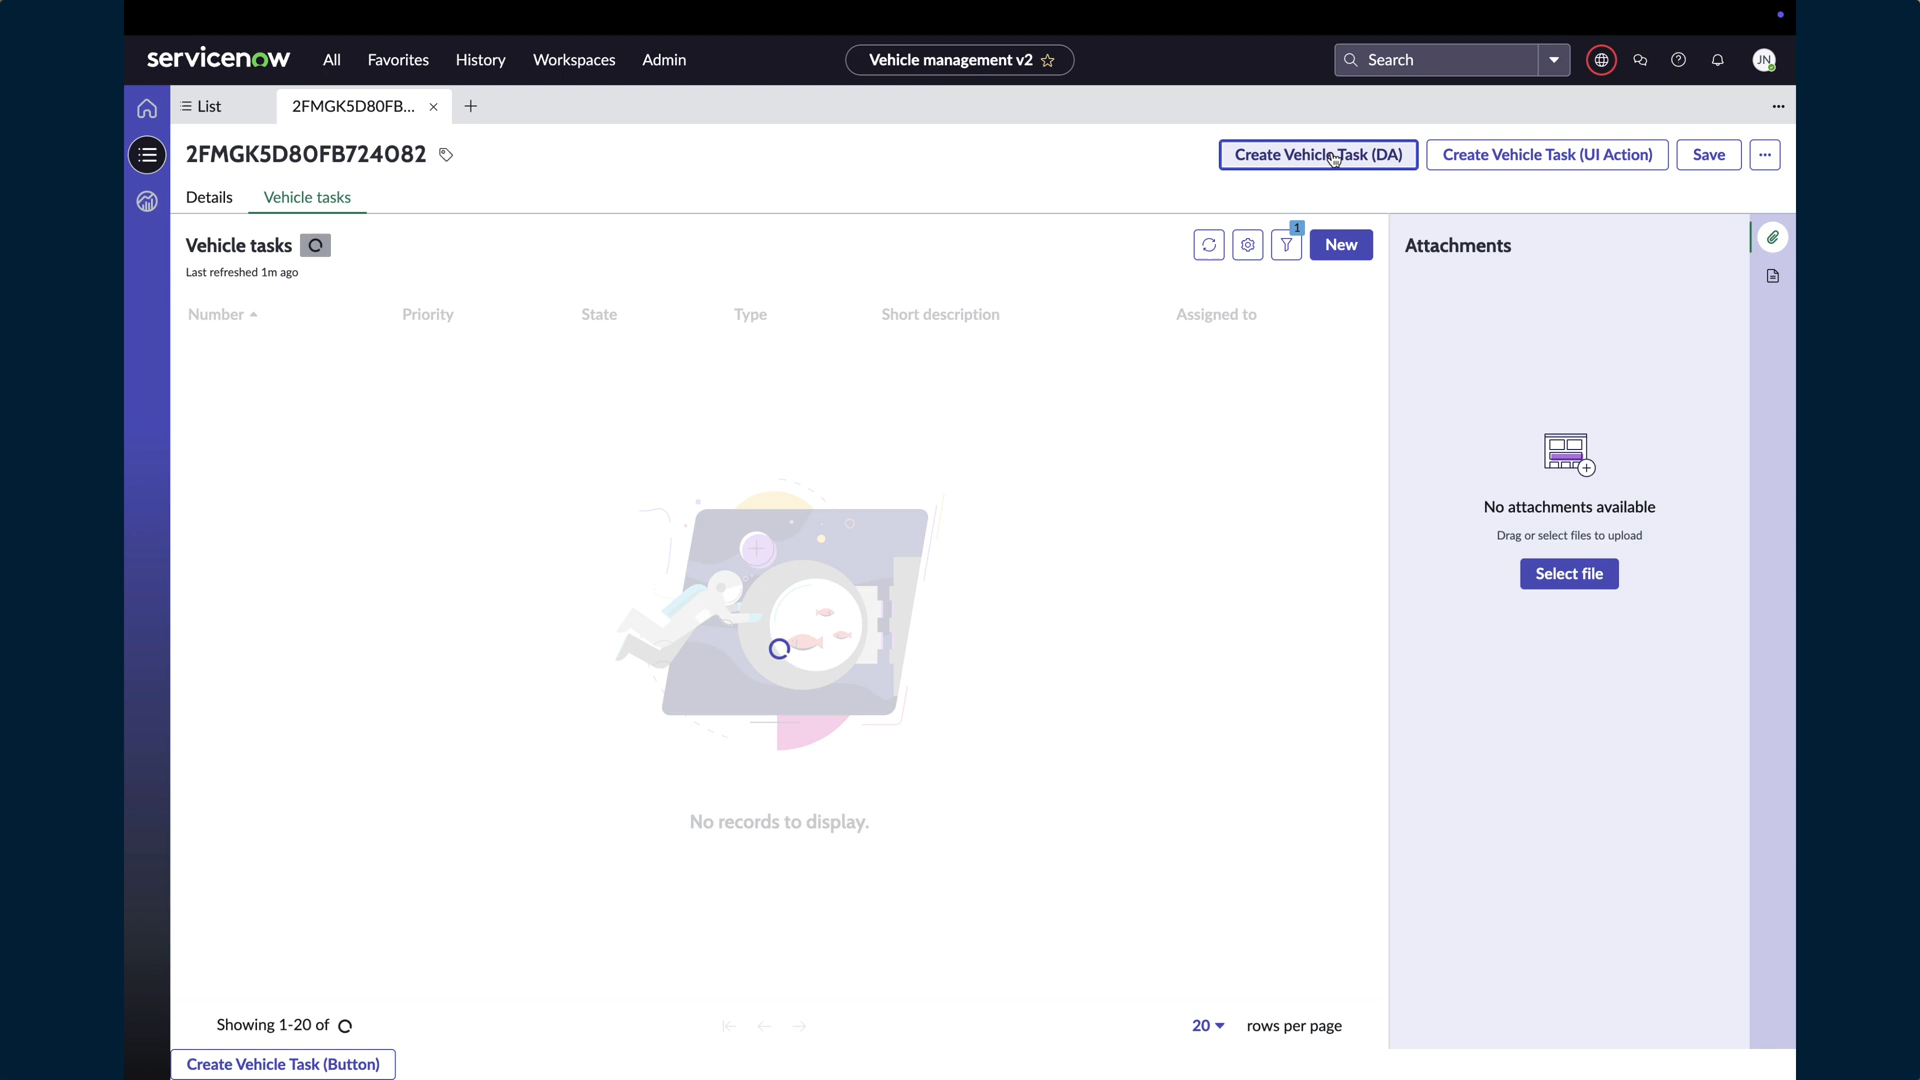 servicenow All Favorites History Workspaces Admin Vehicle management v2 Search JN
List 2FMGK5D80FB...
2FMGK5D80FB724082 Create Vehicle Task (DA) Create Vehicle Task (UI Action) Save
Details Vehicle tasks
Vehicle tasks 1 New Attachments
Last refreshed 1m ago
Number Priority State Type Short description Assigned to
No attachments available
Drag or select files to upload
Select file
No records to display.
Showing 1-20 of 20 rows per page
Create Vehicle Task (Button)